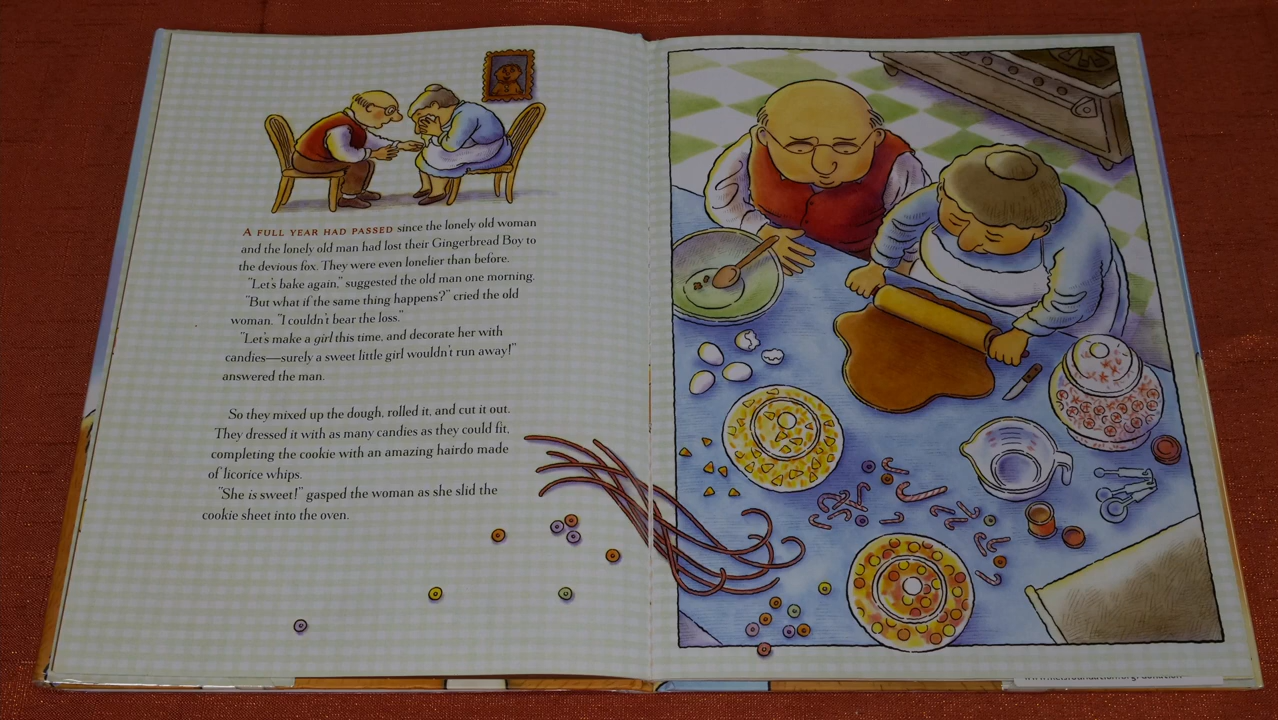 A FULL YEAR HAD PASSED since the lonely old woman
and the lonely old man had lost their Gingerbread Boy to
the devious fox. They were even lonelier than before.
"Let's bake again," suggested the old man one morning.
"But what if the same thing happens?" cried the old
woman. "I couldn't bear the loss."
"Let's make a girl this time, and decorate her with
candies—surely a sweet little girl wouldn't run away!"
answered the man.
So they mixed up the dough, rolled it, and cut it out.
They dressed it with as many candies as they could fit,
completing the cookie with an amazing hairdo made
of licorice whips.
"She is sweet!" gasped the woman as she slid the
cookie sheet into the oven.